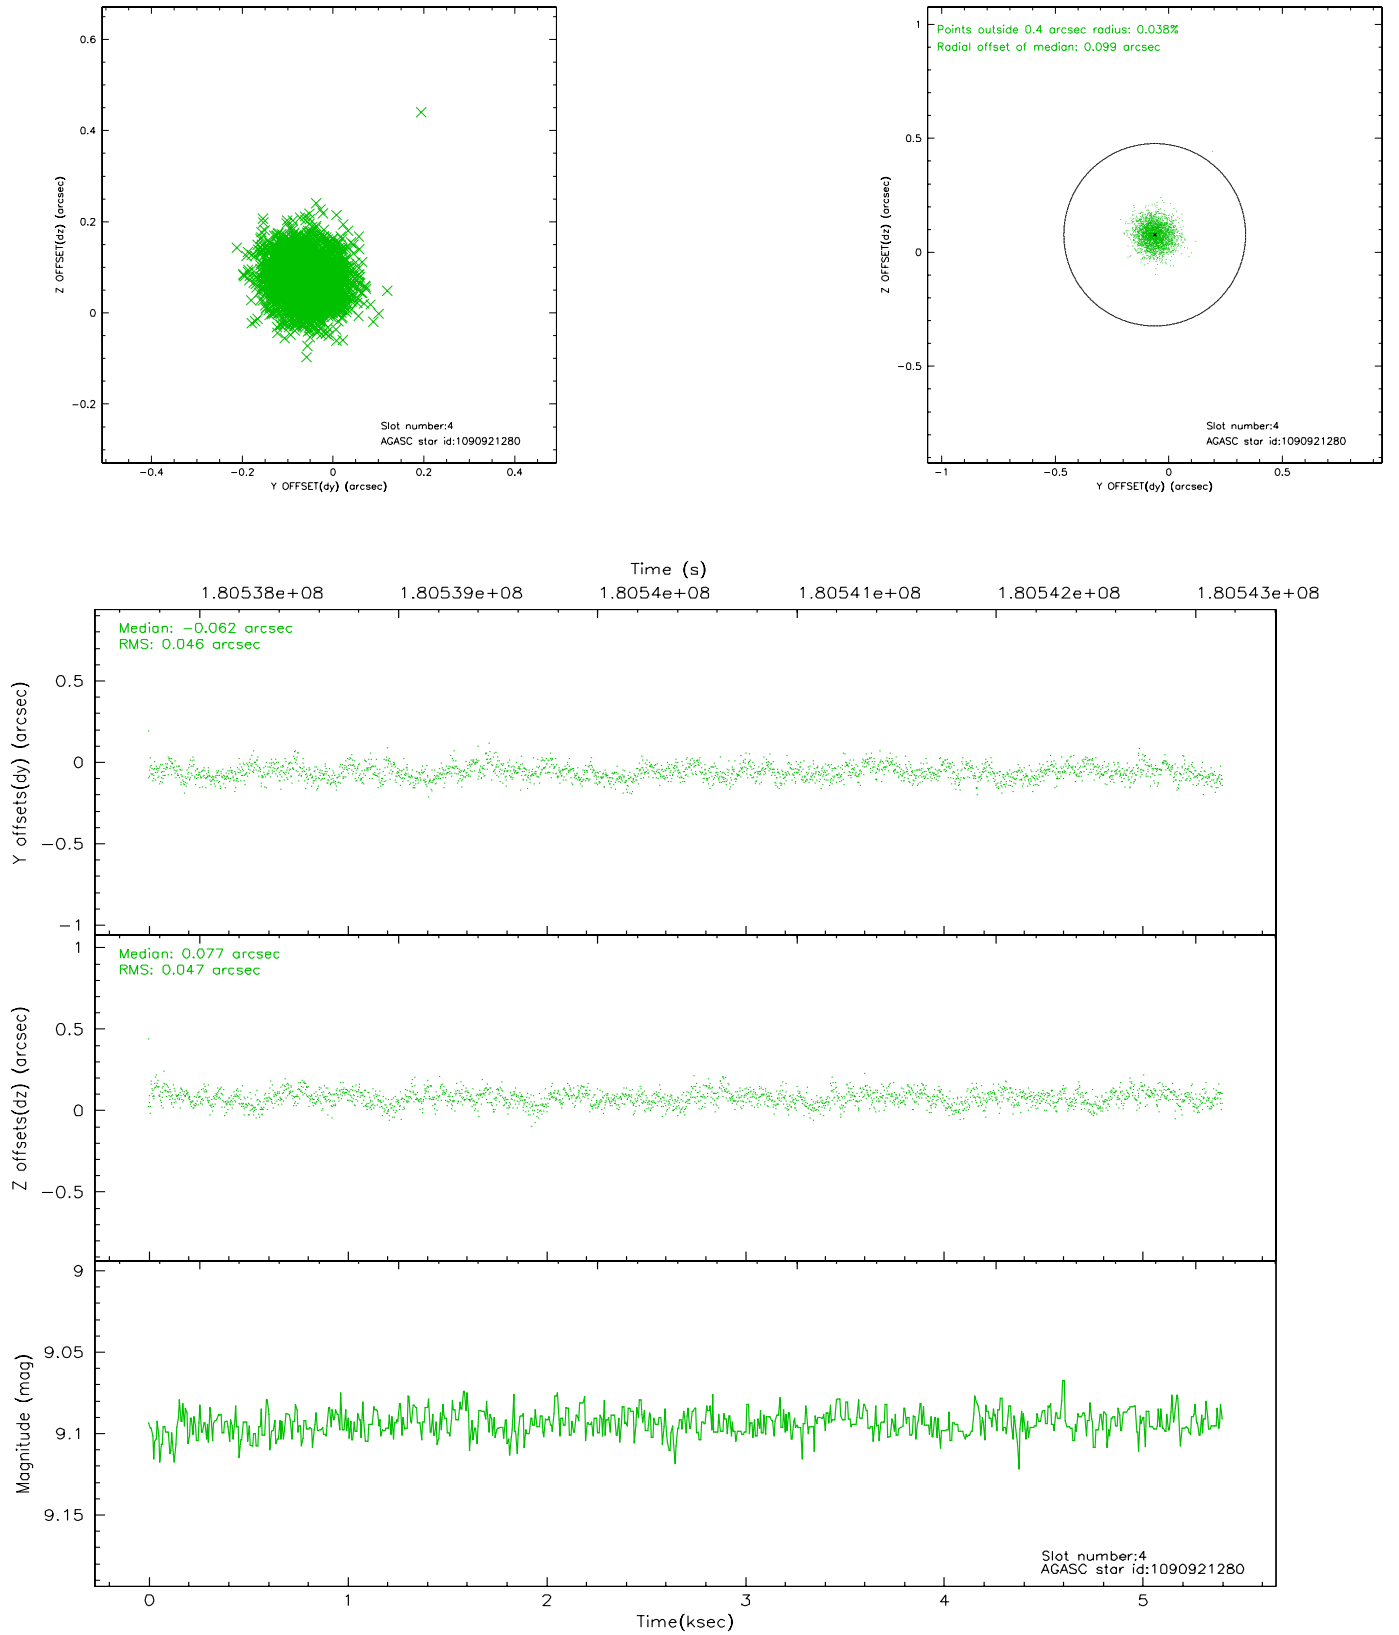 0.6
0.4
0.2
0
−0.2
Z OFFSET(dz) (arcsec)
Slot number:4
AGASC star id:1090921280
−0.4 −0.2 0 0.2 0.4
Y OFFSET(dy) (arcsec)
Points outside 0.4 arcsec radius: 0.038%
Radial offset of median: 0.099 arcsec
1
0.5
0
−0.5
Z OFFSET(dz) (arcsec)
Slot number:4
AGASC star id:1090921280
−1 −0.5 0 0.5
Y OFFSET(dy) (arcsec)
Time (s)
1.80538e+08 1.80539e+08 1.8054e+08 1.80541e+08 1.80542e+08 1.80543e+08
Median: −0.062 arcsec
RMS: 0.046 arcsec
0.5
0
−0.5
−1
Y offsets(dy) (arcsec)
Median: 0.077 arcsec
RMS: 0.047 arcsec
1
0.5
0
−0.5
Z offsets(dz) (arcsec)
9
9.05
9.1
9.15
Magnitude (mag)
Slot number:4
AGASC star id:1090921280
0 1 2 3 4 5
Time(ksec)